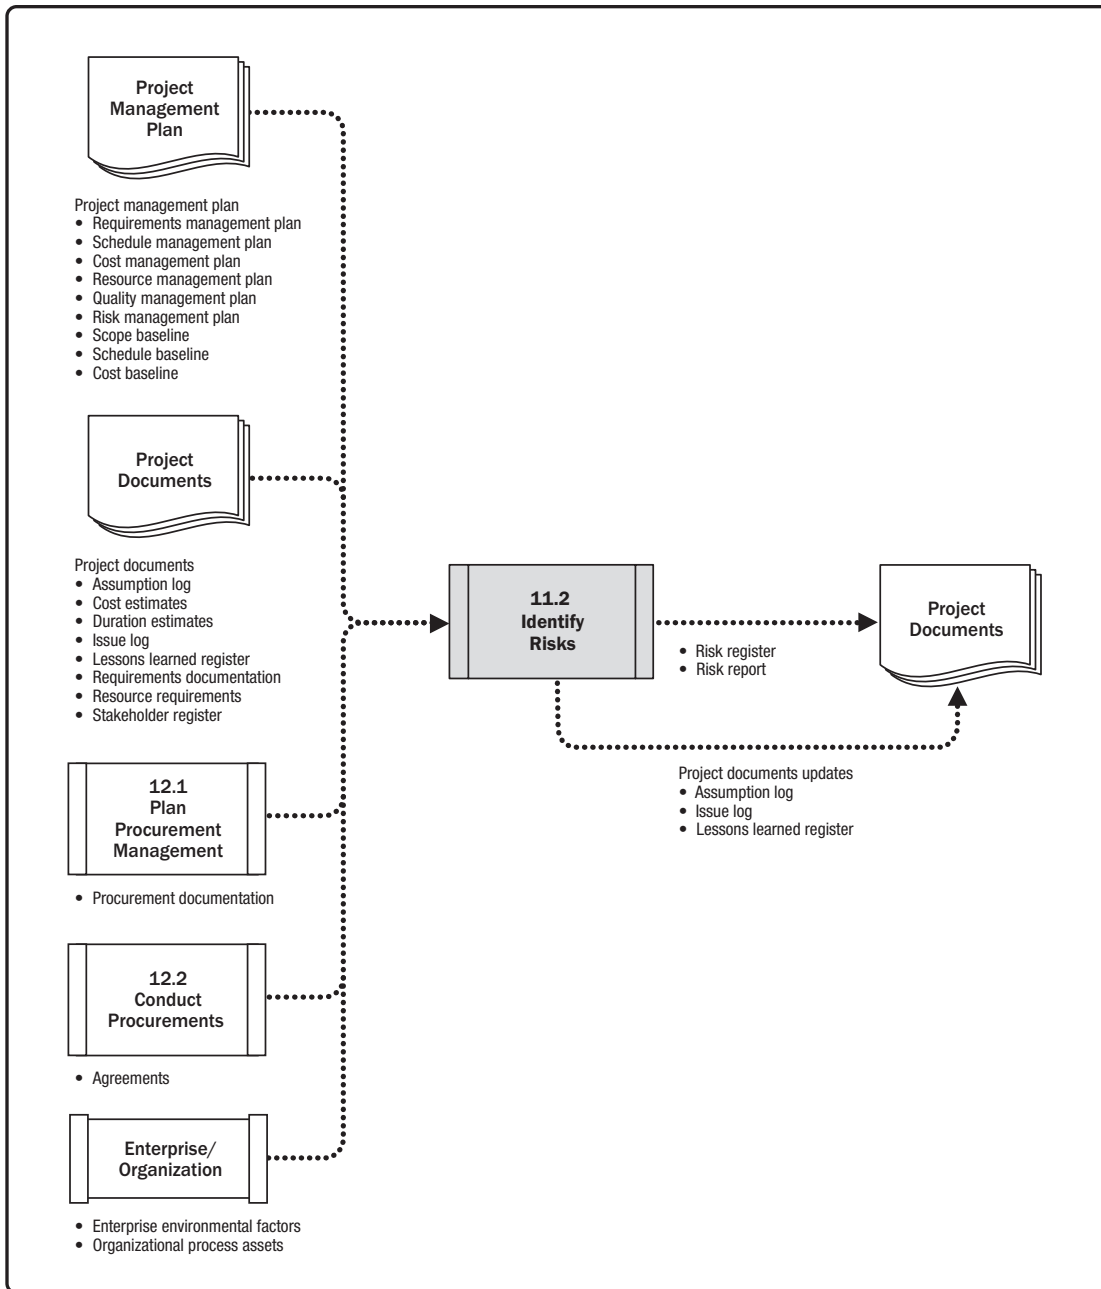 Project
Management
Plan
Project management plan
• Requirements management plan
• Schedule management plan
• Cost management plan
• Resource management plan
• Quality management plan
• Risk management plan
• Scope baseline
• Schedule baseline
• Cost baseline
Project
Documents
Project documents
• Assumption log
• Cost estimates
• Duration estimates
• Issue log
• Lessons learned register
• Requirements documentation
• Resource requirements
• Stakeholder register
12.1
Plan
Procurement
Management
• Procurement documentation
12.2
Conduct
Procurements
• Agreements
Enterprise/
Organization
• Enterprise environmental factors
• Organizational process assets
11.2
Identify
Risks
• Risk register
• Risk report
Project
Documents
Project documents updates
• Assumption log
• Issue log
• Lessons learned register